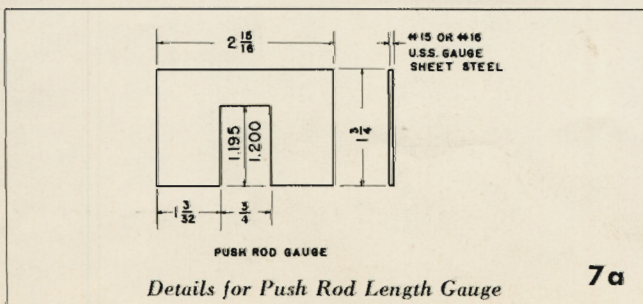 2 15/16
#15 OR #16
U.S.S. GAUGE
SHEET STEEL
1.195
1.200
1 3/4
1 3/32
3/4
PUSH ROD GAUGE
Details for Push Rod Length Gauge
7a